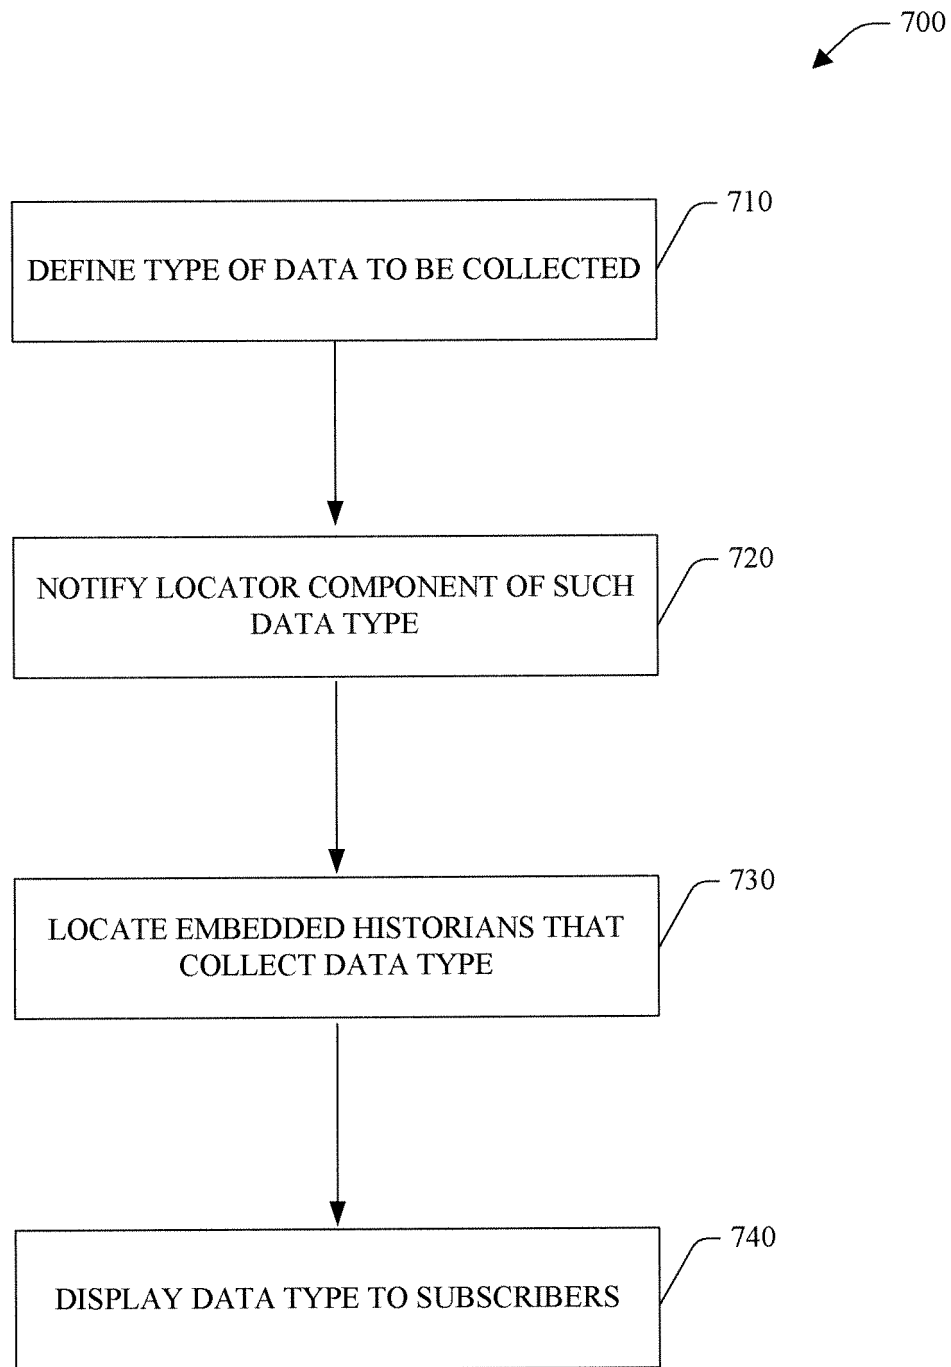 700
710
DEFINE TYPE OF DATA TO BE COLLECTED
720
NOTIFY LOCATOR COMPONENT OF SUCH
DATA TYPE
730
LOCATE EMBEDDED HISTORIANS THAT
COLLECT DATA TYPE
740
DISPLAY DATA TYPE TO SUBSCRIBERS